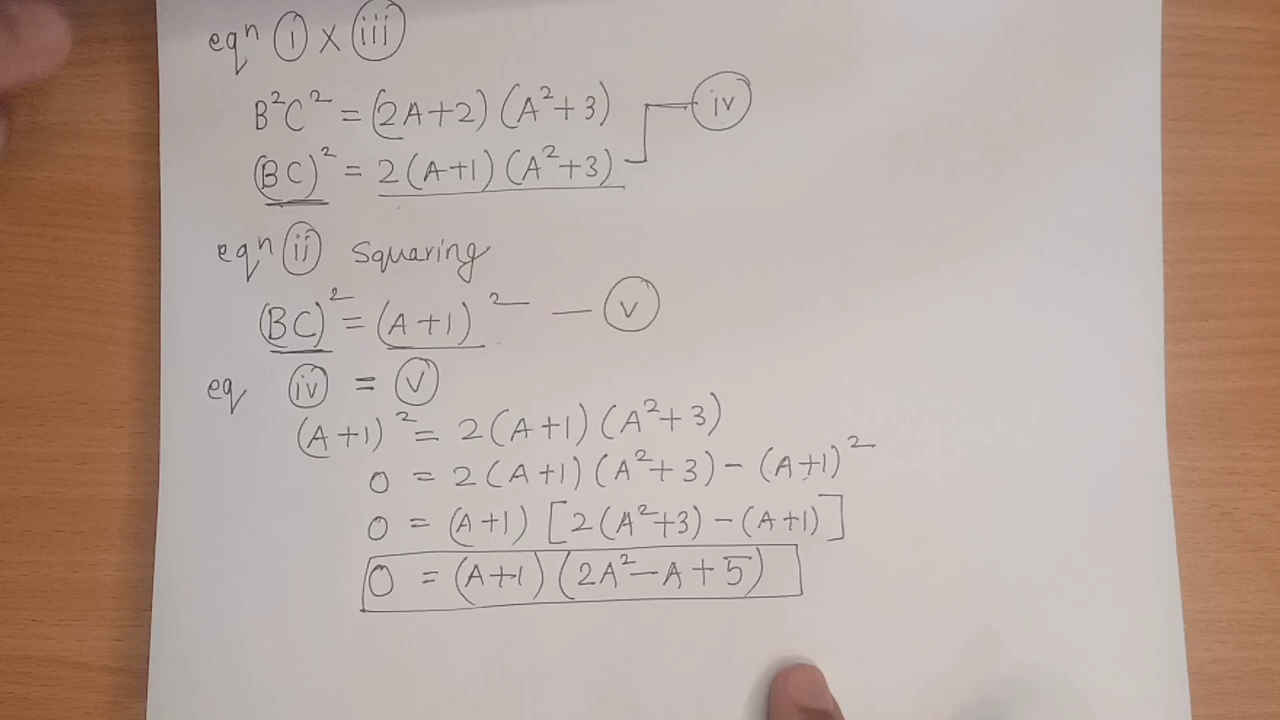 eqn (i) × (iii)
B²C² = (2A+2) (A²+3)
(BC)² = 2(A+1) (A²+3) — (iv)
eqn (ii) Squaring
(BC)² = (A+1)² — (v)
eq (iv) = (v)
(A+1)² = 2(A+1) (A²+3)
0 = 2(A+1) (A²+3) - (A+1)²
0 = (A+1) [2(A²+3) - (A+1)]
0 = (A+1) (2A²-A+5)